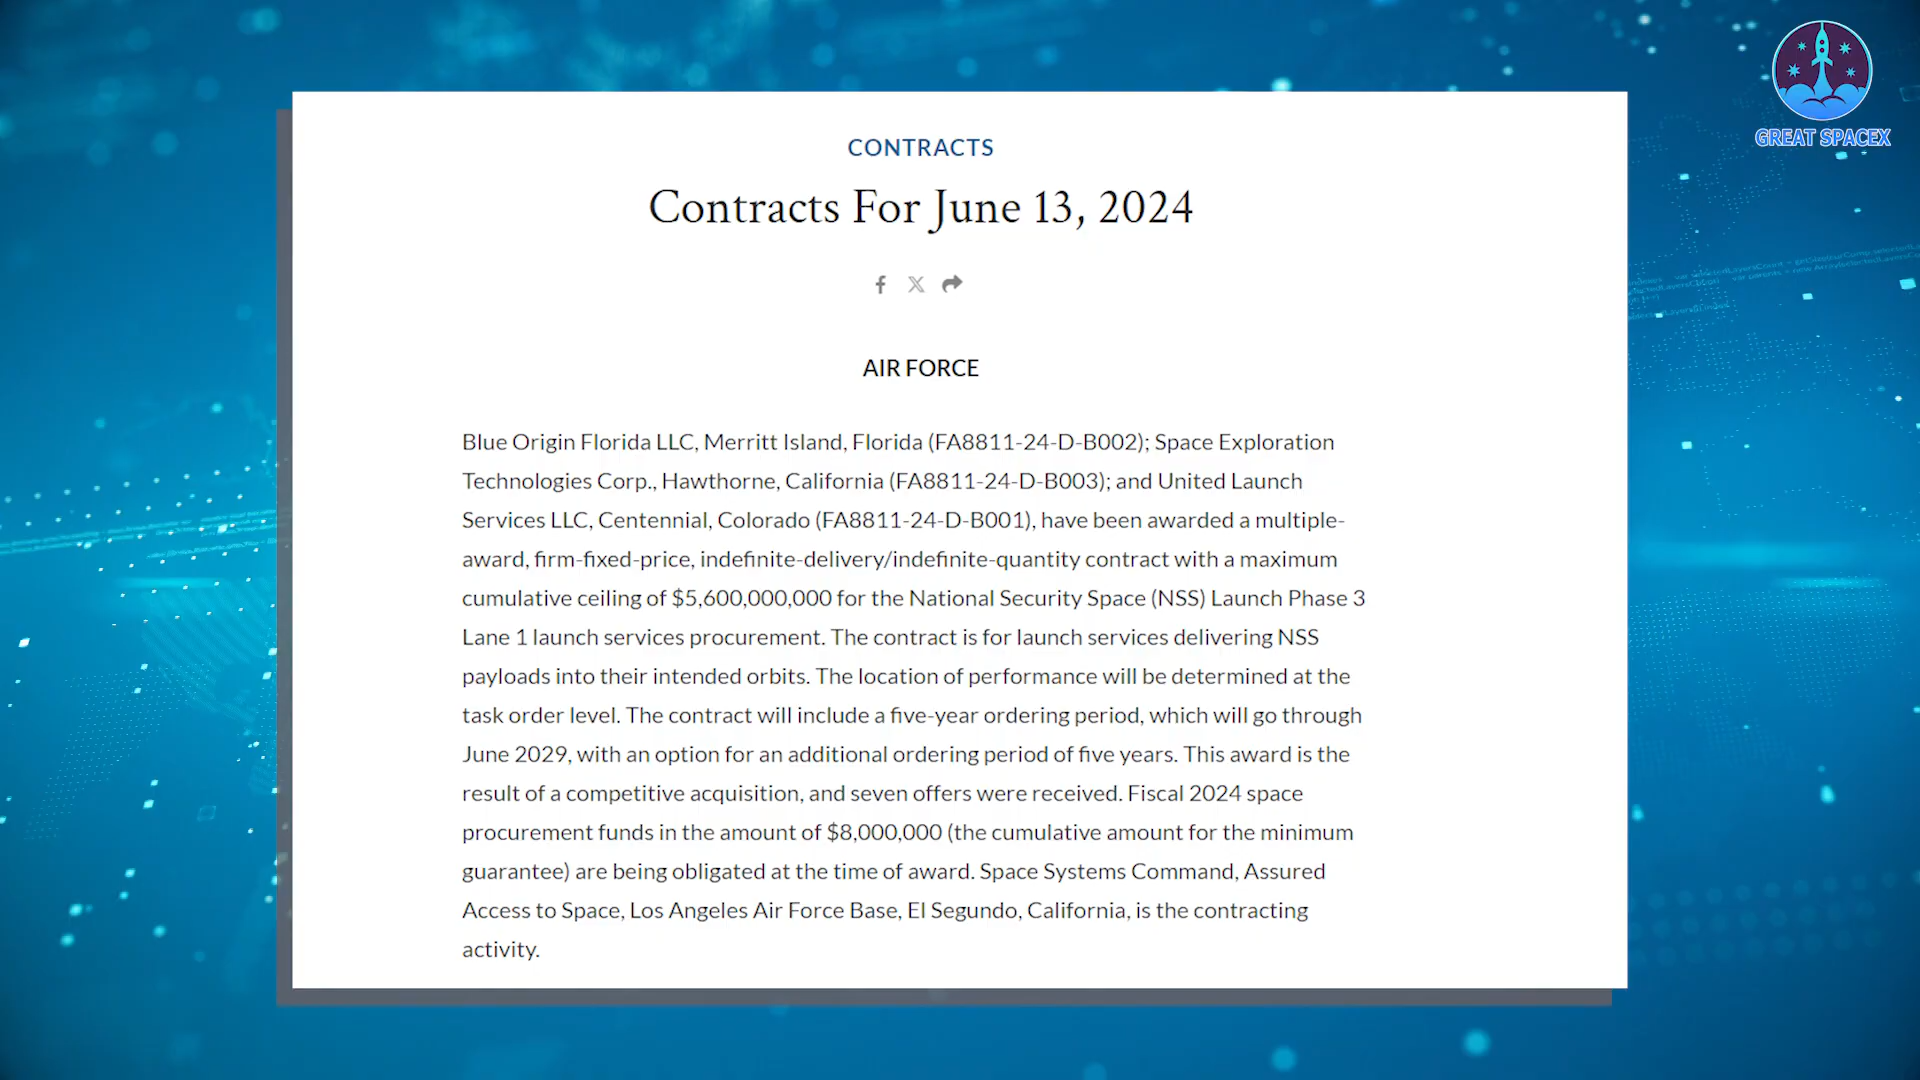 GREAT SPACEX
CONTRACTS
Contracts For June 13, 2024
AIR FORCE
Blue Origin Florida LLC, Merritt Island, Florida (FA8811-24-D-B002); Space Exploration
Technologies Corp., Hawthorne, California (FA8811-24-D-B003); and United Launch
Services LLC, Centennial, Colorado (FA8811-24-D-B001), have been awarded a multiple-
award, firm-fixed-price, indefinite-delivery/indefinite-quantity contract with a maximum
cumulative ceiling of $5,600,000,000 for the National Security Space (NSS) Launch Phase 3
Lane 1 launch services procurement. The contract is for launch services delivering NSS
payloads into their intended orbits. The location of performance will be determined at the
task order level. The contract will include a five-year ordering period, which will go through
June 2029, with an option for an additional ordering period of five years. This award is the
result of a competitive acquisition, and seven offers were received. Fiscal 2024 space
procurement funds in the amount of $8,000,000 (the cumulative amount for the minimum
guarantee) are being obligated at the time of award. Space Systems Command, Assured
Access to Space, Los Angeles Air Force Base, El Segundo, California, is the contracting
activity.